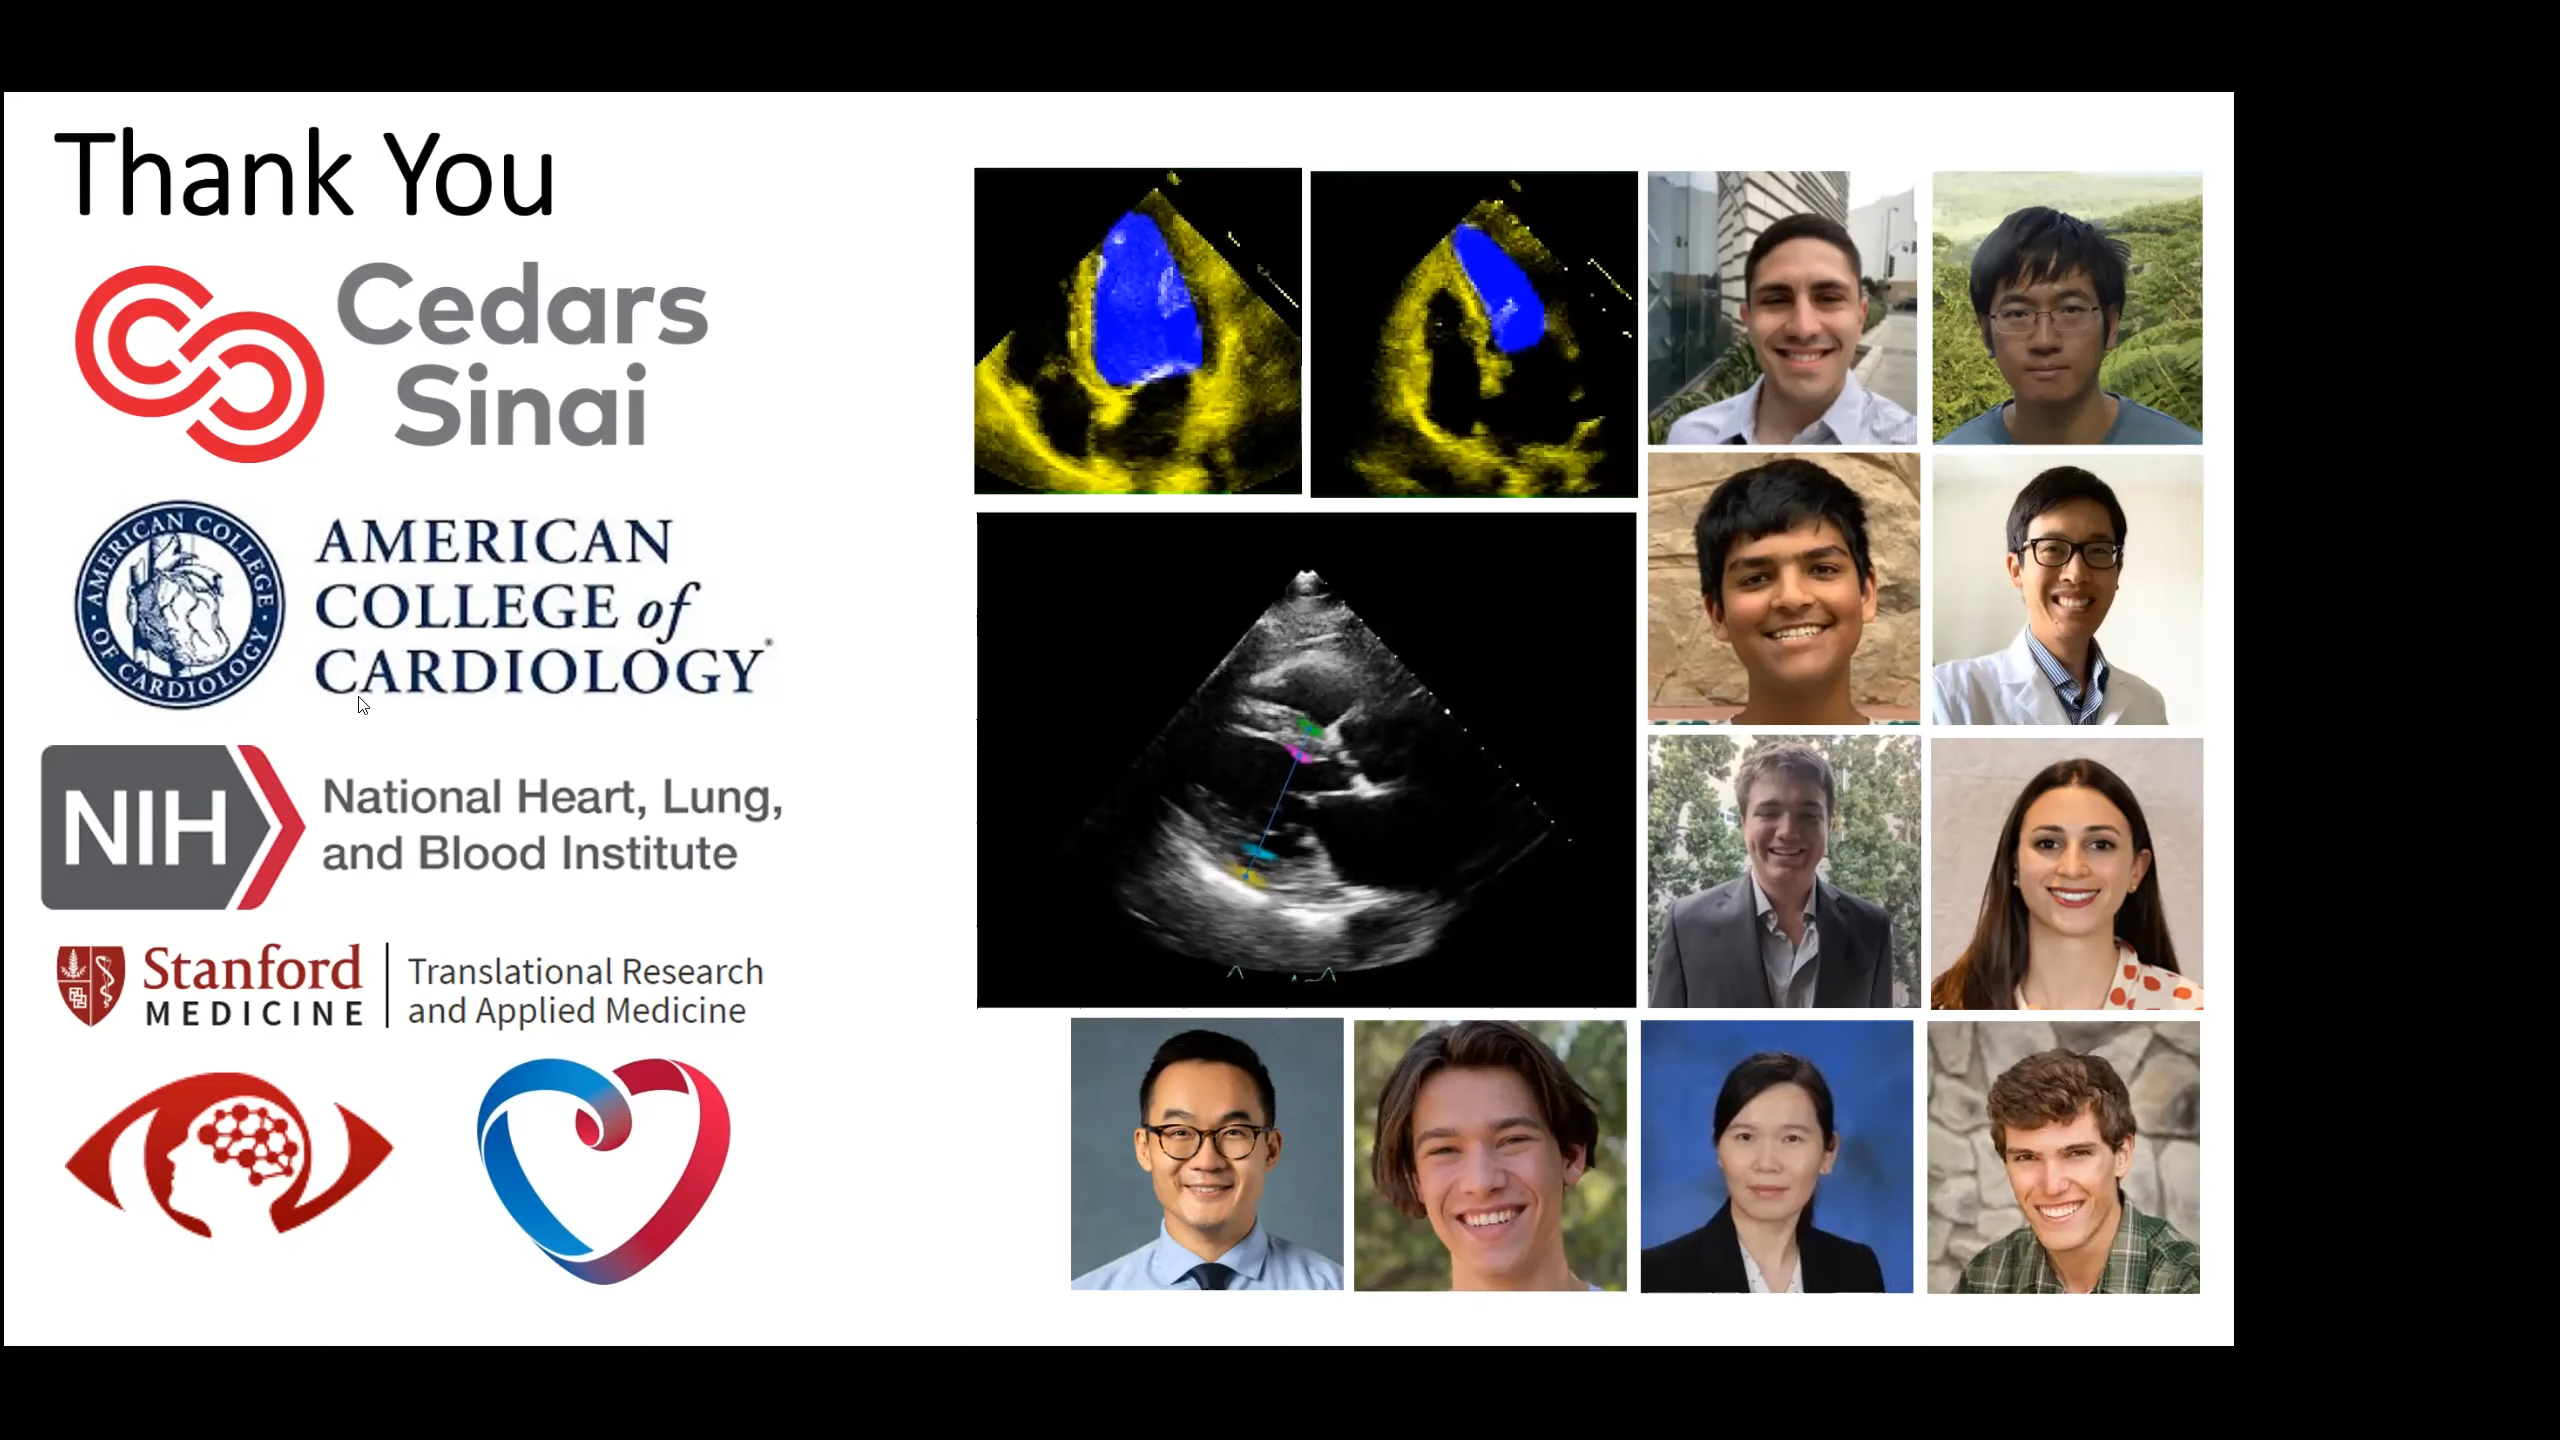 Thank You
Cedars
Sinai
AMERICAN COLLEGE
· OF CARDIOLOGY ·
AMERICAN
COLLEGE of
CARDIOLOGY®
NIH
National Heart, Lung,
and Blood Institute
Stanford
MEDICINE
Translational Research
and Applied Medicine